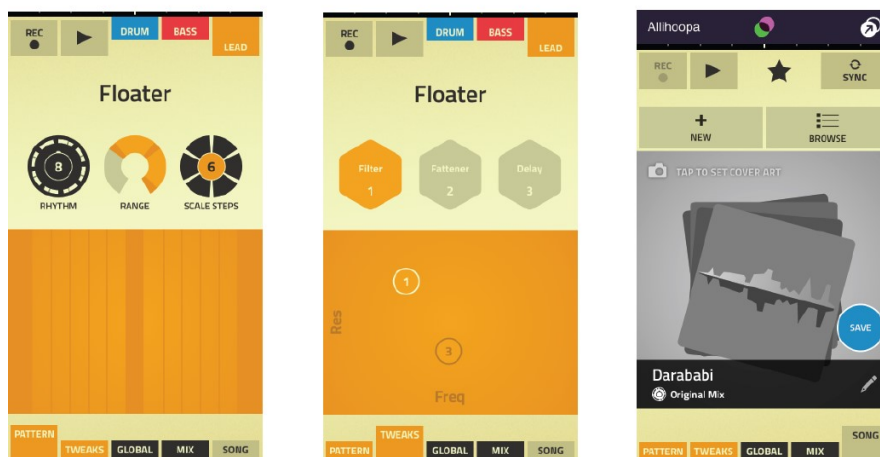 REC
DRUM
BASS
LEAD
Floater
8
6
RHYTHM
RANGE
SCALE STEPS
PATTERN
TWEAKS
GLOBAL
MIX
SONG
REC
DRUM
BASS
LEAD
Floater
Filter
1
Fattener
2
Delay
3
1
Res
3
Freq
PATTERN
TWEAKS
GLOBAL
MIX
SONG
Allihoopa
REC
SYNC
NEW
BROWSE
TAP TO SET COVER ART
SAVE
Darababi
Original Mix
PATTERN
TWEAKS
GLOBAL
MIX
SONG